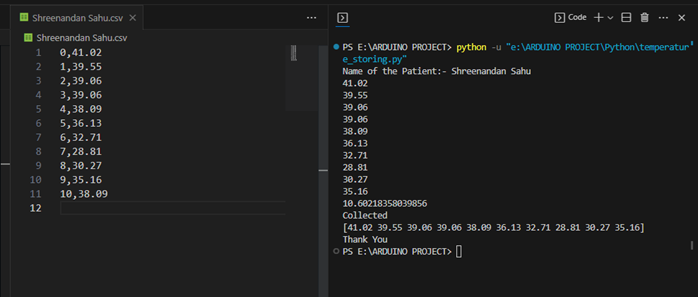 Shreenandan Sahu.csv
Shreenandan Sahu.csv
1 0,41.02
2 1,39.55
3 2,39.06
4 3,39.06
5 4,38.09
6 5,36.13
7 6,32.71
8 7,28.81
9 8,30.27
10 9,35.16
11 10,38.09
12
Code
PS E:\ARDUINO PROJECT> python -u "e:\ARDUINO PROJECT\Python\temperatur
e_storing.py"
Name of the Patient:- Shreenandan Sahu
41.02
39.55
39.06
39.06
38.09
36.13
32.71
28.81
30.27
35.16
10.60218358039856
Collected
[41.02 39.55 39.06 39.06 38.09 36.13 32.71 28.81 30.27 35.16]
Thank You
PS E:\ARDUINO PROJECT>